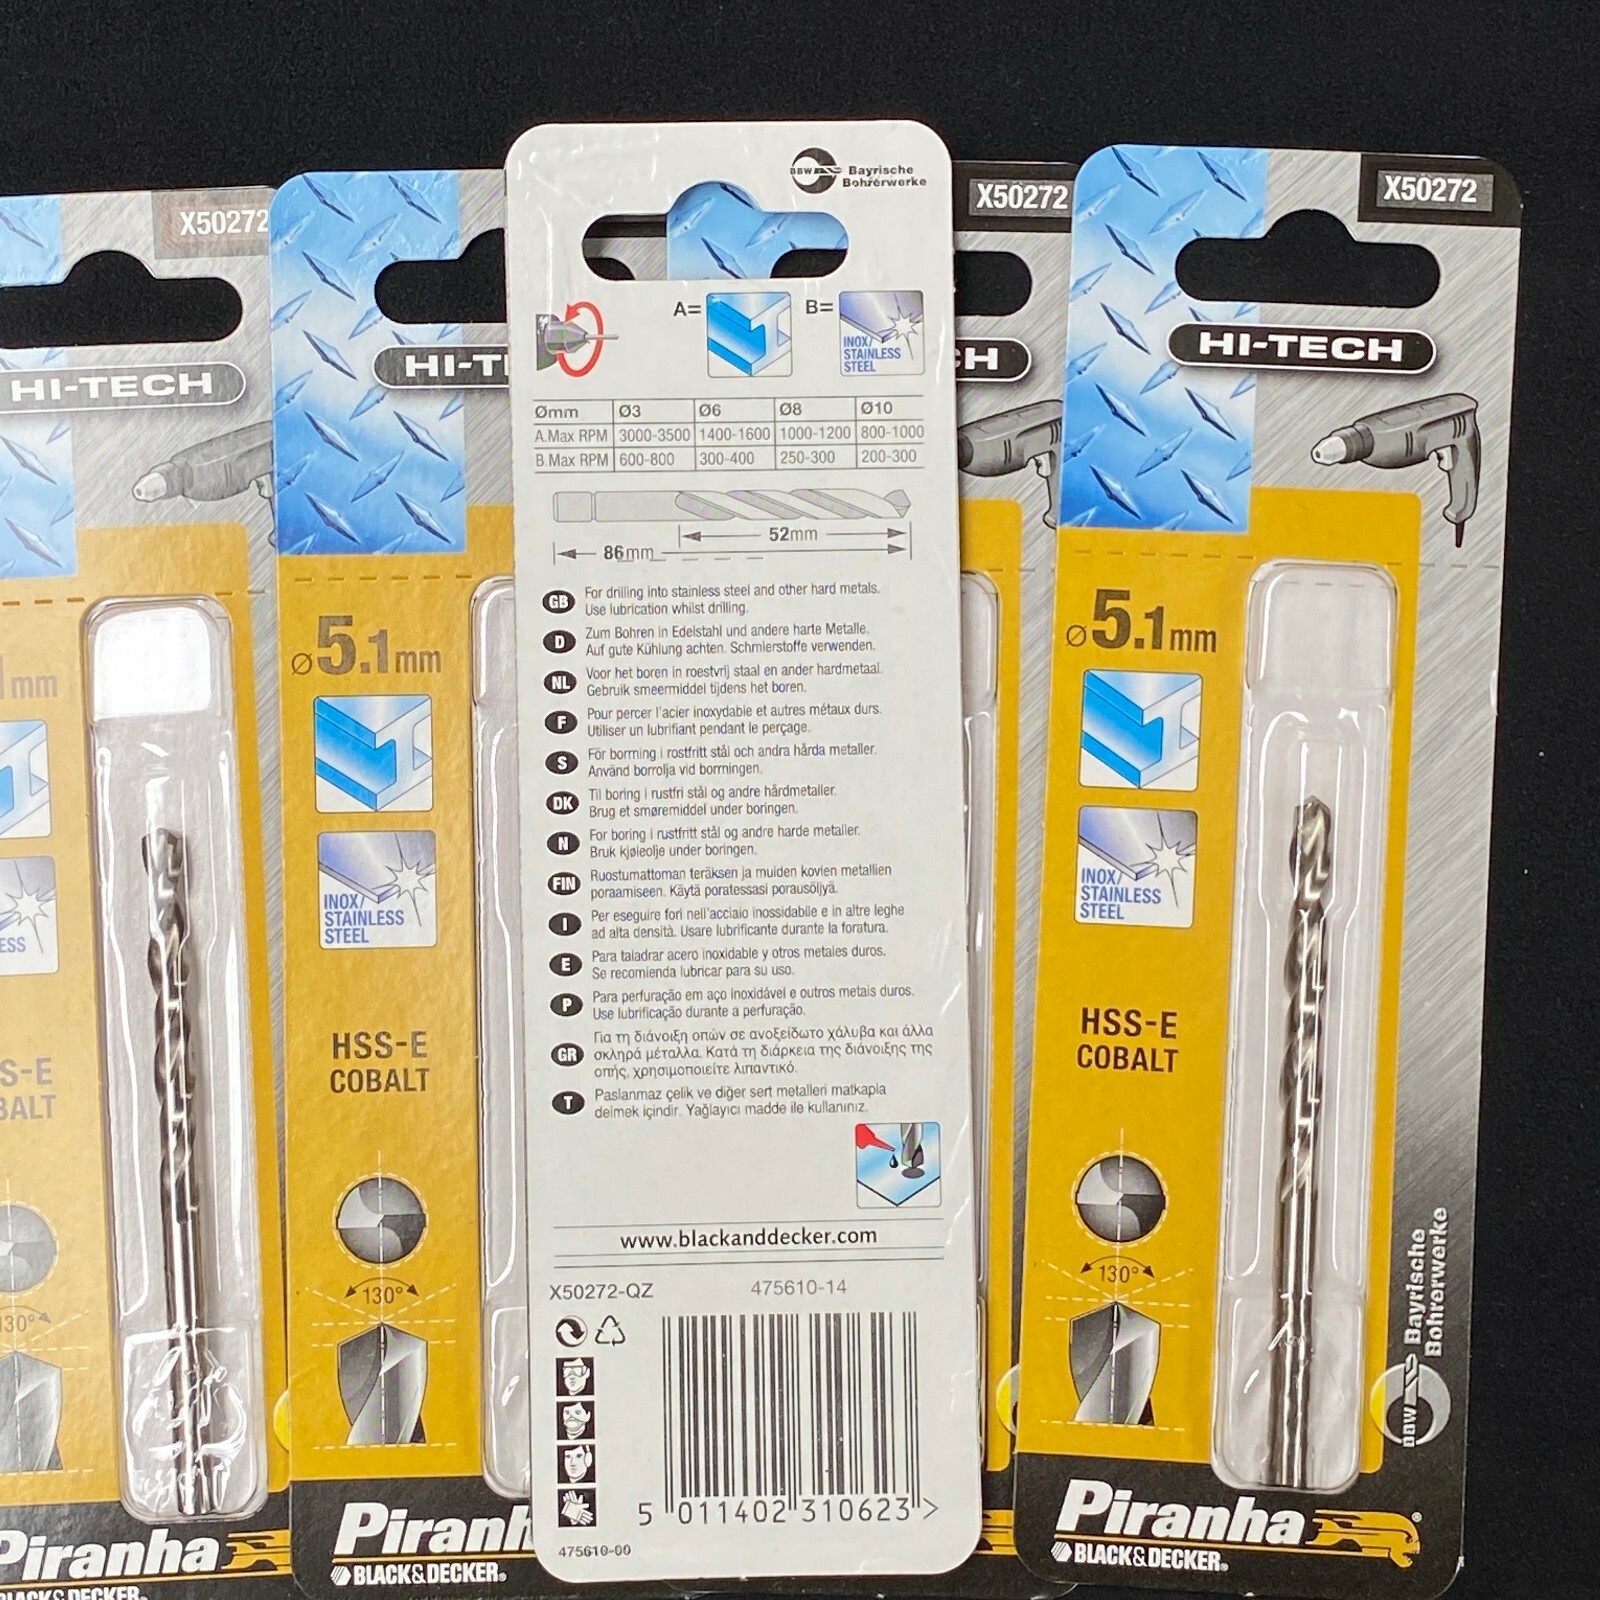 X50272
HI-TECH
mm
ESS
S-E
BALT
130°
Piranha
BLACK&DECKER®
HI-T
Ø5.1mm
INOX/
STAINLESS
STEEL
HSS-E
COBALT
130°
Piranh
BLACK&DECKER®
BBW
Bayrische
Bohrerwerke
A=
B=
INOX/
STAINLESS
STEEL
Ømm Ø3 Ø6 Ø8 Ø10
A.Max RPM 3000-3500 1400-1600 1000-1200 800-1000
B.Max RPM 600-800 300-400 250-300 200-300
52mm
86mm
GB For drilling into stainless steel and other hard metals.
Use lubrication whilst drilling.
D Zum Bohren in Edelstahl und andere harte Metalle.
Auf gute Kühlung achten. Schmierstoffe verwenden.
NL Voor het boren in roestvrij staal en ander hardmetaal.
Gebruik smeermiddel tijdens het boren.
F Pour percer l'acier inoxydable et autres métaux durs.
Utiliser un lubrifiant pendant le perçage.
S För borrning i rostfritt stål och andra hårda metaller.
Använd borrolja vid borrningen.
DK Til boring i rustfri stål og andre hårdmetaller.
Brug et smøremiddel under boringen.
N For boring i rustfritt stål og andre harde metaller.
Bruk kjøleolje under boringen.
FIN Ruostumattoman teräksen ja muiden kovien metallien
poraamiseen. Käytä poratessasi porausöljyä.
I Per eseguire fori nell'acciaio inossidabile e in altre leghe
ad alta densità. Usare lubrificante durante la foratura.
E Para taladrar acero inoxidable y otros metales duros.
Se recomienda lubricar para su uso.
P Para perfuração em aço inoxidável e outros metais duros.
Use lubrificação durante a perfuração.
GR Για τη διάνοιξη οπών σε ανοξείδωτο χάλυβα και άλλα
σκληρά μέταλλα. Κατά τη διάρκεια της διάνοιξης της
οπής, χρησιμοποιείτε λιπαντικό.
T Paslanmaz çelik ve diğer sert metalleri matkapla
delmek içindir. Yağlayıcı madde ile kullanınız.
www.blackanddecker.com
X50272-QZ 475610-14
5 011402 310623 >
475610-00
X50272
CH
X50272
HI-TECH
Ø5.1mm
INOX/
STAINLESS
STEEL
HSS-E
COBALT
130°
BBW
Bayrische
Bohrerwerke
Piranha®
BLACK&DECKER®